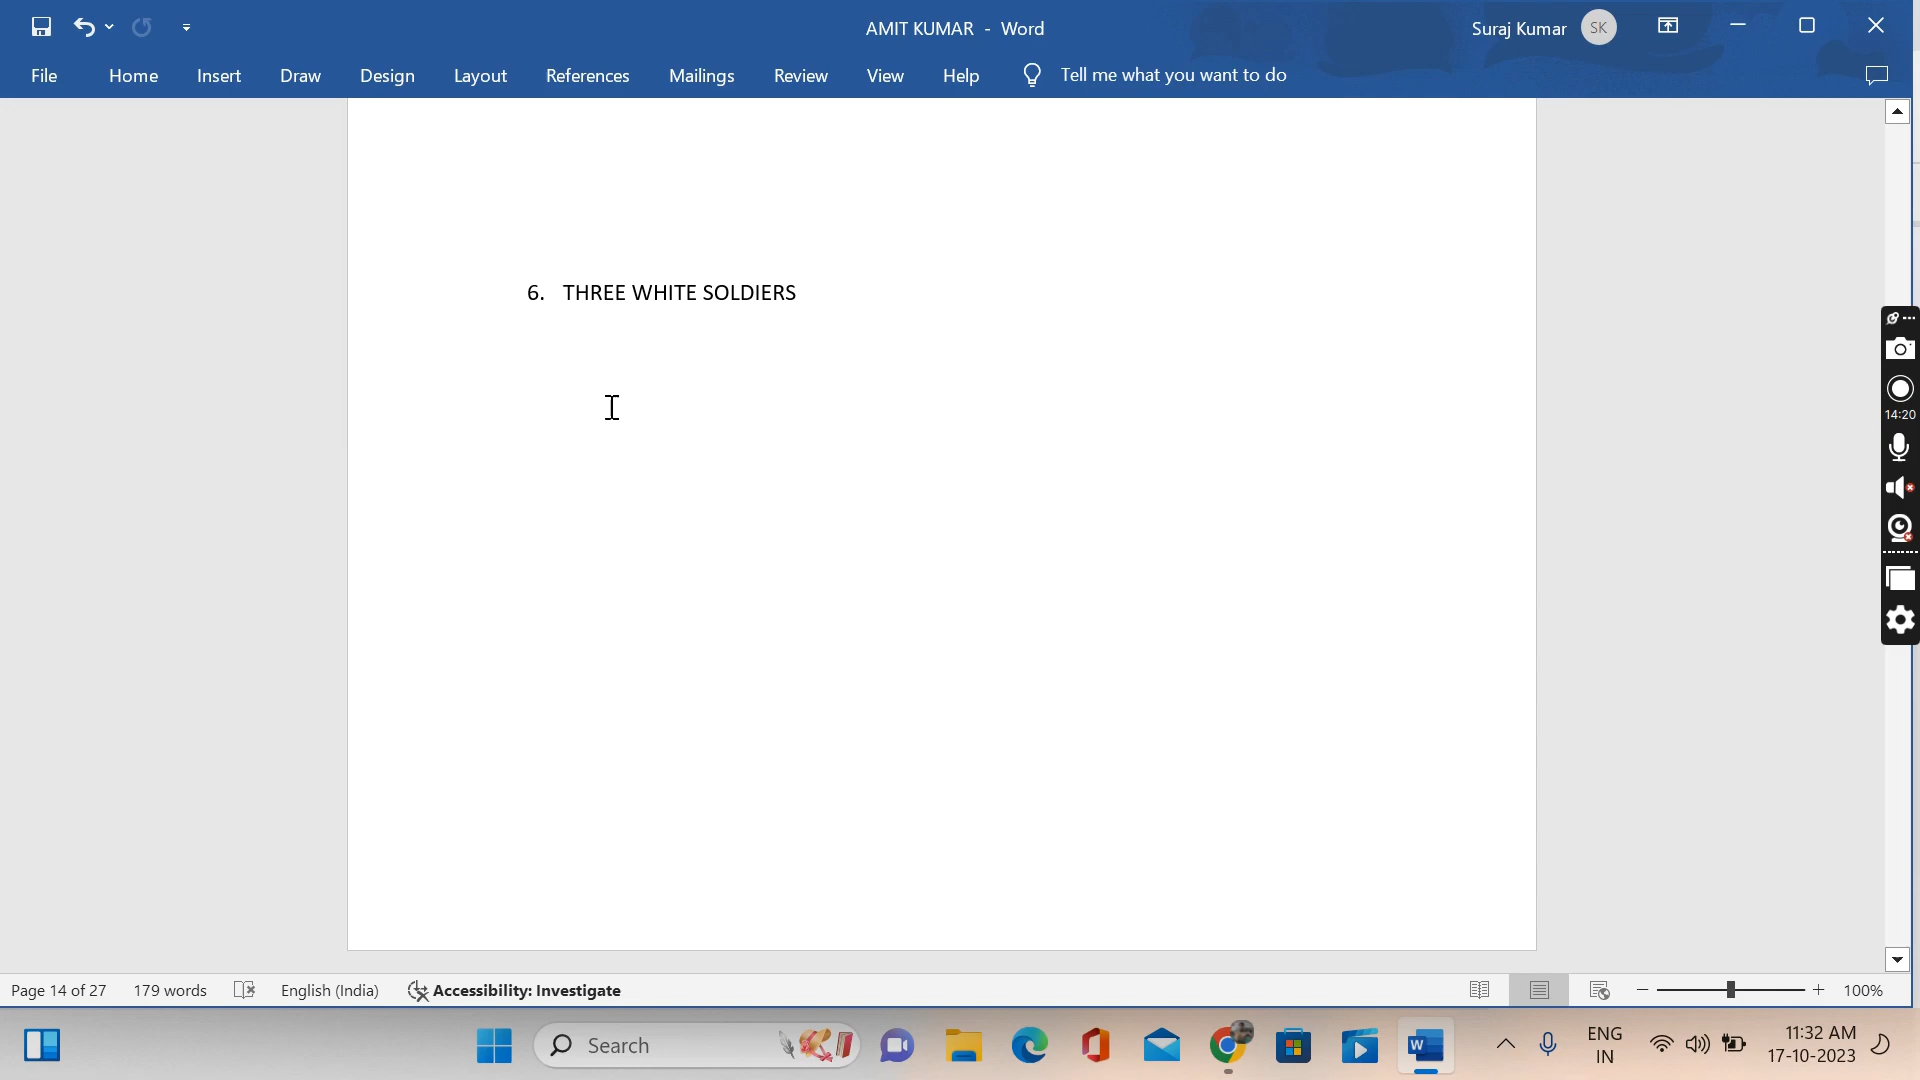 AMIT KUMAR - Word
Suraj Kumar
SK
File
Home
Insert
Draw
Design
Layout
References
Mailings
Review
View
Help
Tell me what you want to do
6. THREE WHITE SOLDIERS
14:20
Page 14 of 27
179 words
English (India)
Accessibility: Investigate
100%
Search
W
ENG
IN
11:32 AM
17-10-2023